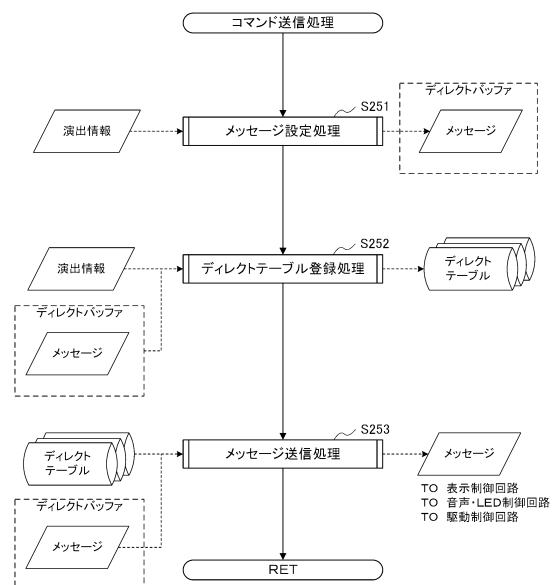 コマンド送信処理
S251
ディレクトバッファ
演出情報
メッセージ設定処理
メッセージ
S252
演出情報
ディレクトテーブル登録処理
ディレクト
テーブル
ディレクトバッファ
メッセージ
S253
ディレクト
テーブル
メッセージ送信処理
メッセージ
TO 表示制御回路
TO 音声・LED制御回路
TO 駆動制御回路
ディレクトバッファ
メッセージ
RET